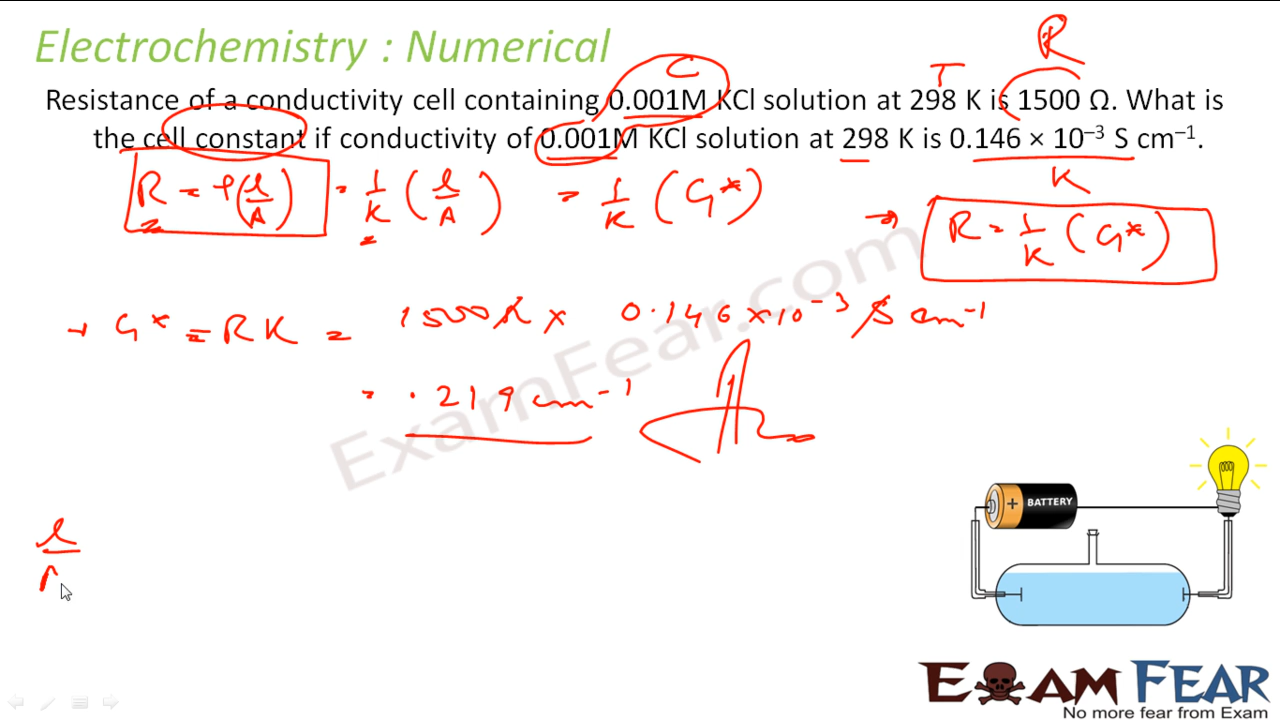 Electrochemistry : Numerical
R
C
T
Resistance of a conductivity cell containing 0.001M KCl solution at 298 K is 1500 Ω. What is
the cell constant if conductivity of 0.001M KCl solution at 298 K is 0.146 × 10⁻³ S cm⁻¹.
K
R = ρ(l/A) = 1/K (l/A) = 1/K (G*)
→ R = 1/K (G*)
→ G* = RK = 1500Ω × 0.146 × 10⁻³ S cm⁻¹
= .219 cm⁻¹
l
ExamFear.com
+ BATTERY
EXAM FEAR
No more fear from Exam